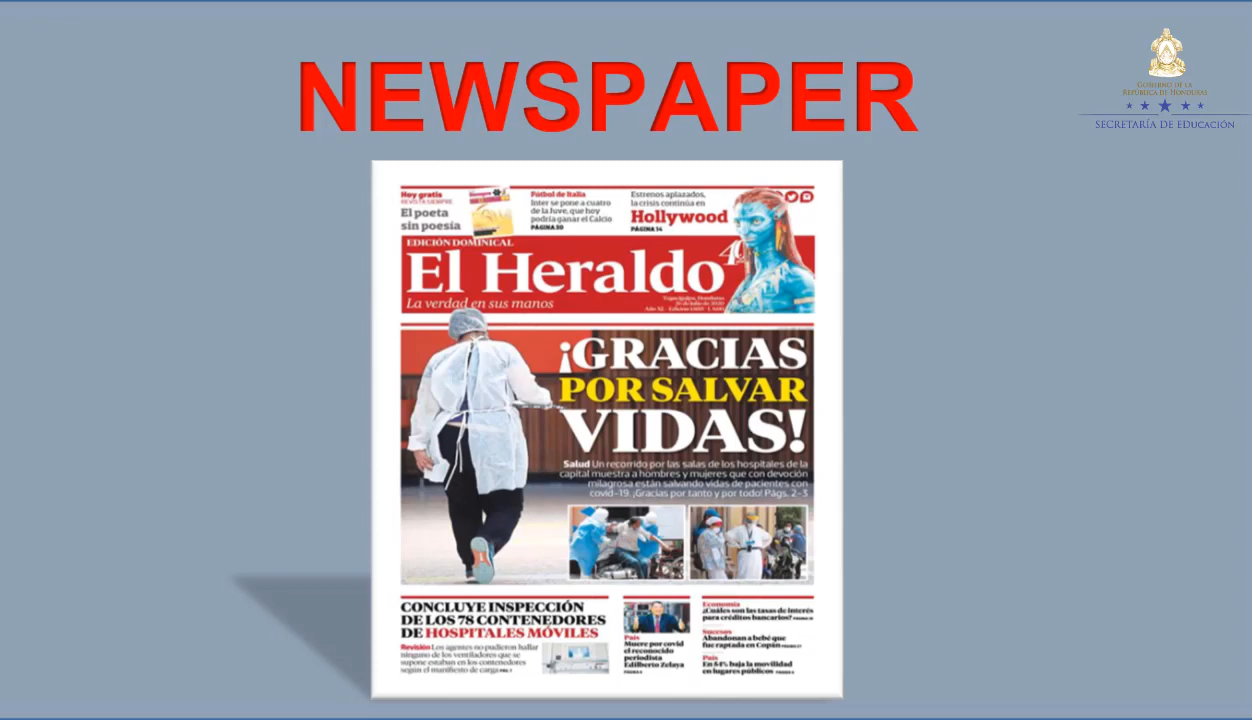 NEWSPAPER
GOBIERNO DE LA
REPÚBLICA DE HONDURAS
SECRETARÍA DE EDUCACIÓN
Hoy gratis
REVISTA SIEMPRE
El poeta
sin poesía
Fútbol de Italia
Inter se pone a cuatro
de la Juve, que hoy
podría ganar el Calcio
PÁGINA 30
Estrenos aplazados,
la crisis continúa en
Hollywood
PÁGINA 14
EDICIÓN DOMINICAL
El Heraldo
La verdad en sus manos
Tegucigalpa, Honduras
¡GRACIAS
POR SALVAR
VIDAS!
Salud Un recorrido por las salas de los hospitales de la
capital muestra a hombres y mujeres que con devoción
milagrosa están salvando vidas de pacientes con
covid-19. ¡Gracias por tanto y por todo! Págs. 2-3
CONCLUYE INSPECCIÓN
DE LOS 78 CONTENEDORES
DE HOSPITALES MÓVILES
Revisión Los agentes no pudieron hallar
ninguno de los ventiladores que se
supone estaban en los contenedores
según el manifiesto de carga
País
Muere por covid
el reconocido
periodista
Edilberto Zelaya
Economía
¿Cuáles son las tasas de interés
para créditos bancarios?
Sucesos
Abandonan a bebé que
fue raptada en Copán
País
En 84% baja la movilidad
en lugares públicos